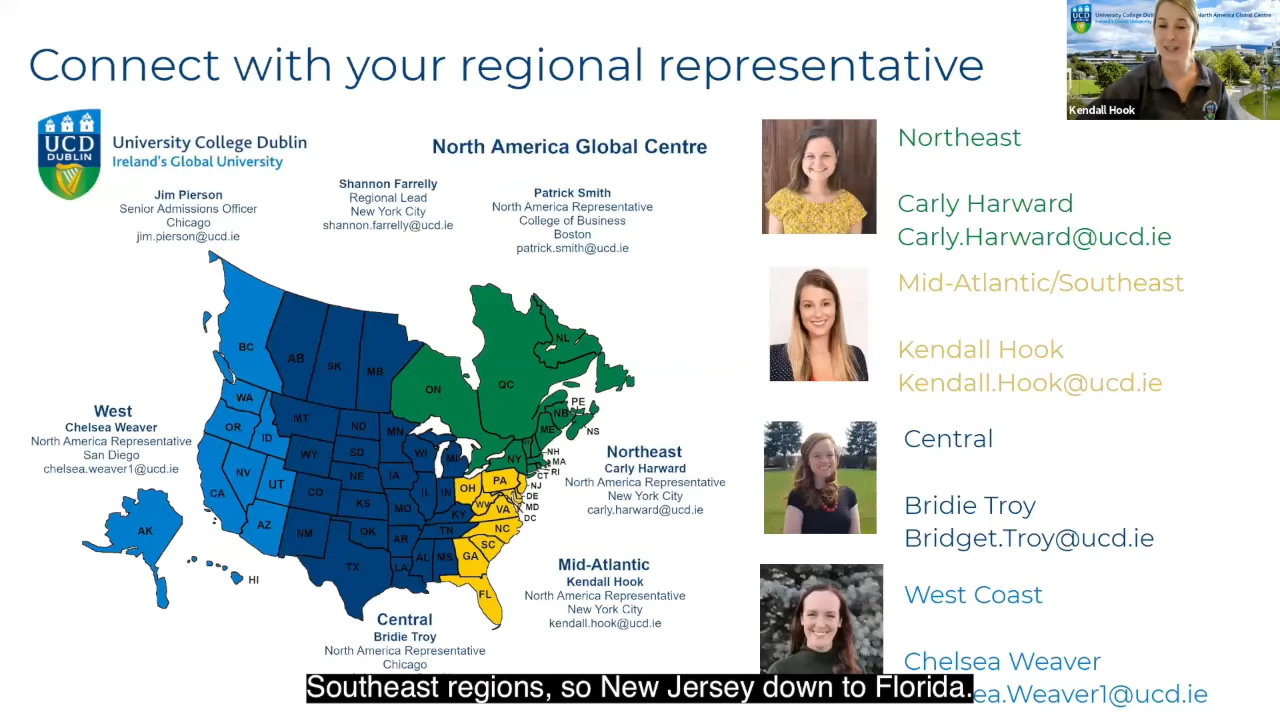 Connect with your regional representative
Kendall Hook
UCD
DUBLIN
University College Dublin
Ireland's Global University
North America Global Centre
Jim Pierson
Senior Admissions Officer
Chicago
jim.pierson@ucd.ie
Shannon Farrelly
Regional Lead
New York City
shannon.farrelly@ucd.ie
Patrick Smith
North America Representative
College of Business
Boston
patrick.smith@ucd.ie
BC
AB
SK
MB
ON
QC
NL
PE
NB
NS
ME
WA
OR
ID
MT
ND
MN
WI
MI
NY
NH
MA
RI
CT
NJ
DE
MD
DC
NV
UT
CA
AZ
WY
SD
NE
IA
CO
KS
MO
IL
IN
OH
PA
WV
VA
KY
TN
NC
SC
NM
OK
AR
TX
LA
MS
AL
GA
FL
AK
HI
West
Chelsea Weaver
North America Representative
San Diego
chelsea.weaver1@ucd.ie
Northeast
Carly Harward
North America Representative
New York City
carly.harward@ucd.ie
Mid-Atlantic
Kendall Hook
North America Representative
New York City
kendall.hook@ucd.ie
Central
Bridie Troy
North America Representative
Chicago
Northeast
Carly Harward
Carly.Harward@ucd.ie
Mid-Atlantic/Southeast
Kendall Hook
Kendall.Hook@ucd.ie
Central
Bridie Troy
Bridget.Troy@ucd.ie
West Coast
Chelsea Weaver
ea.Weaver1@ucd.ie
Southeast regions, so New Jersey down to Florida.